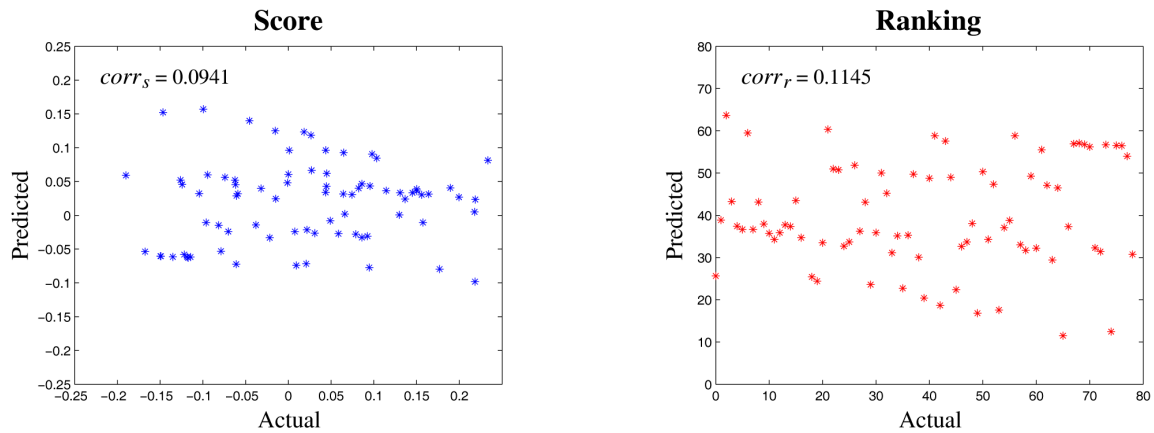 Score
corr_s = 0.0941
0.25
0.2
0.15
0.1
0.05
0
−0.05
−0.1
−0.15
−0.2
−0.25
Predicted
−0.25 −0.2 −0.15 −0.1 −0.05 0 0.05 0.1 0.15 0.2
Actual
Ranking
corr_r = 0.1145
80
70
60
50
40
30
20
10
0
Predicted
0 10 20 30 40 50 60 70 80
Actual